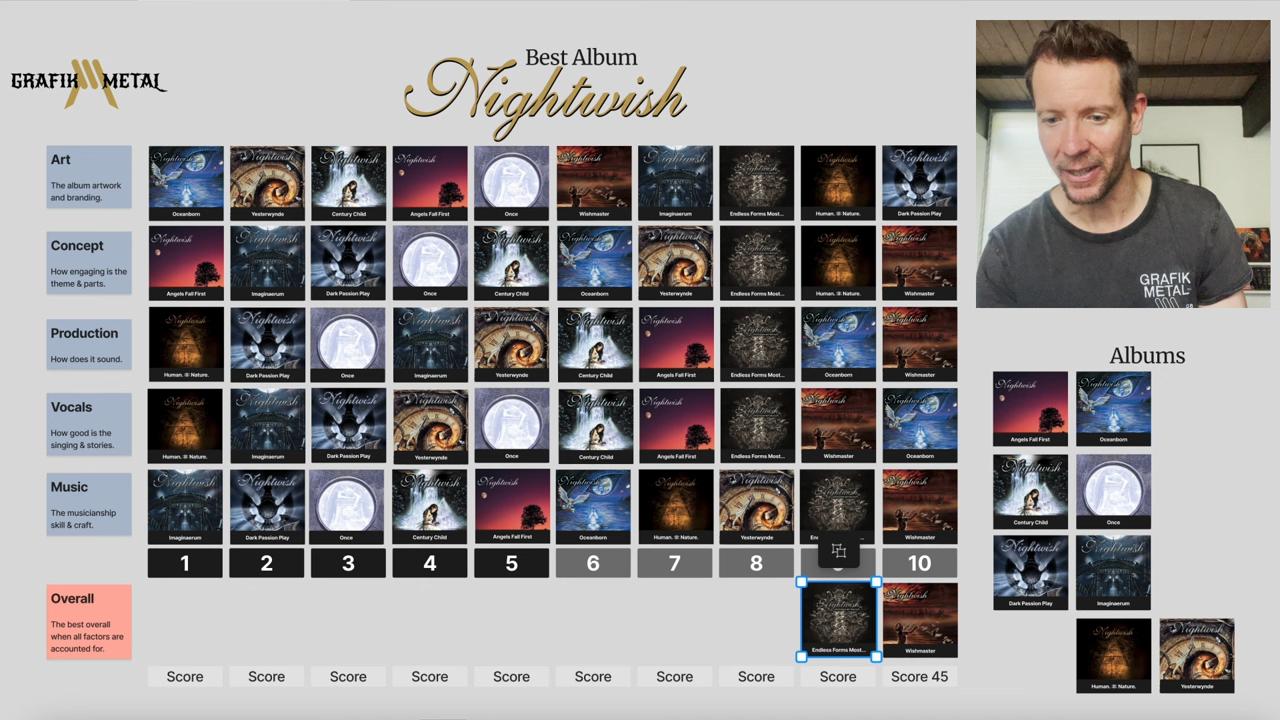 GRAFIK METAL
Best Album
Nightwish
Art
The album artwork
and branding.
Nightwish Nightwish Nightwish Nightwish Nightwish Nightwish Nightwish Nightwish Nightwish
Oceanborn Yesterwynde Century Child Angels Fall First Once Wishmaster Imaginaerum Endless Forms Most... Human. :||: Nature. Dark Passion Play
Concept
How engaging is the
theme & parts.
Angels Fall First Imaginaerum Dark Passion Play Once Century Child Oceanborn Yesterwynde Endless Forms Most... Human. :||: Nature. Wishmaster
Production
How does it sound.
Human. :||: Nature. Dark Passion Play Once Imaginaerum Yesterwynde Century Child Angels Fall First Endless Forms Most... Oceanborn Wishmaster
Vocals
How good is the
singing & stories.
Human. :||: Nature. Imaginaerum Dark Passion Play Yesterwynde Once Century Child Angels Fall First Endless Forms Most... Wishmaster Oceanborn
Music
The musicianship
skill & craft.
Imaginaerum Dark Passion Play Once Century Child Angels Fall First Oceanborn Human. :||: Nature. Yesterwynde Wishmaster
1 2 3 4 5 6 7 8 10
Overall
The best overall
when all factors are
accounted for.
Endless Forms Most... Wishmaster
Score Score Score Score Score Score Score Score Score Score 45
GRAFIK
METAL
Albums
Angels Fall First Oceanborn
Century Child Once
Dark Passion Play Imaginaerum
Human. :||: Nature. Yesterwynde